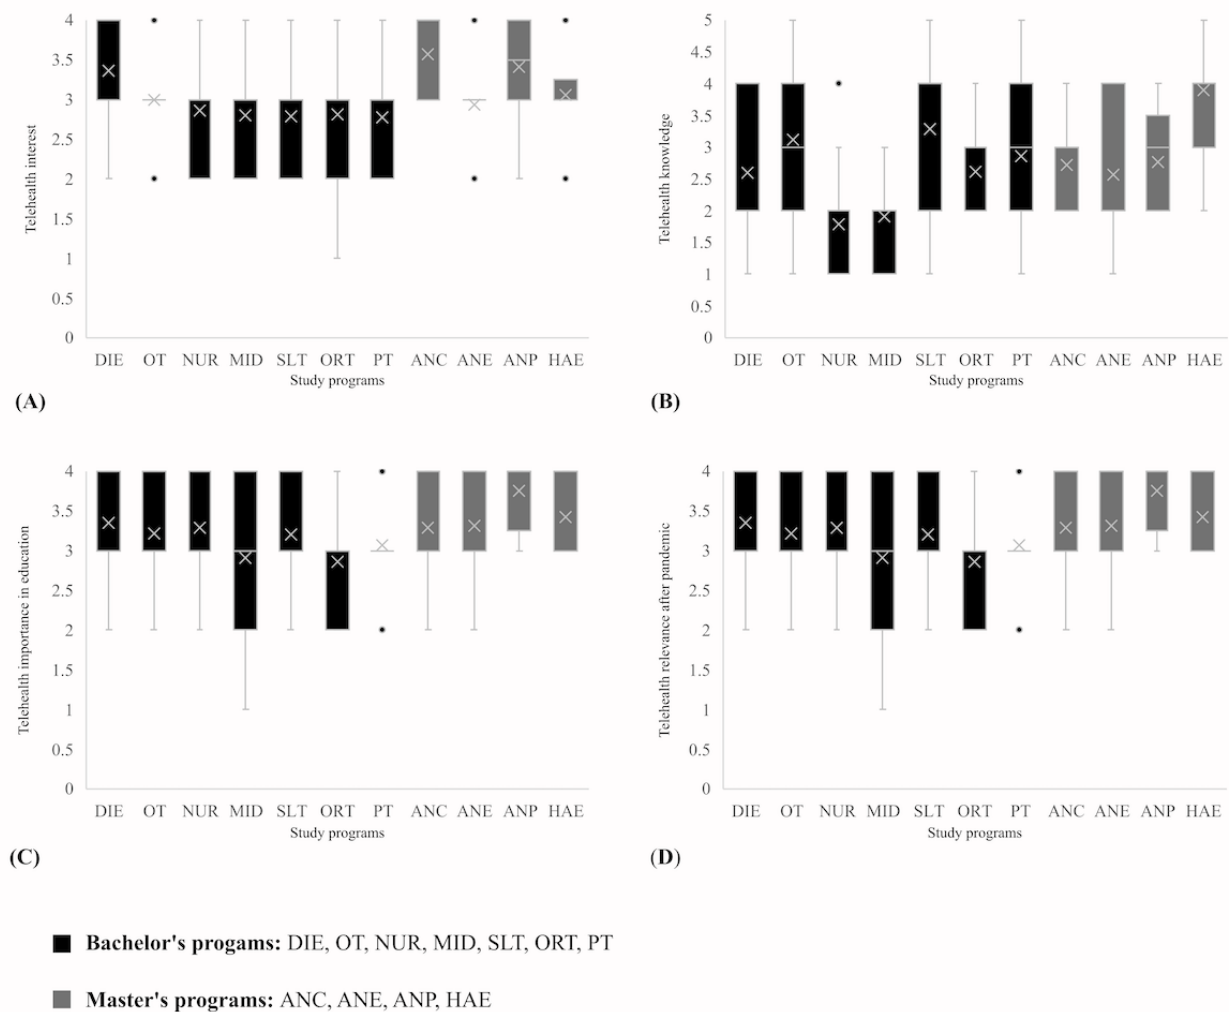 4
3.5
3
2.5
2
1.5
1
0.5
0
Telehealth interest
DIE OT NUR MID SLT ORT PT ANC ANE ANP HAE
Study programs
(A)
5
4.5
4
3.5
3
2.5
2
1.5
1
0.5
0
Telehealth knowledge
DIE OT NUR MID SLT ORT PT ANC ANE ANP HAE
Study programs
(B)
4
3.5
3
2.5
2
1.5
1
0.5
0
Telehealth importance in education
DIE OT NUR MID SLT ORT PT ANC ANE ANP HAE
Study programs
(C)
4
3.5
3
2.5
2
1.5
1
0.5
0
Telehealth relevance after pandemic
DIE OT NUR MID SLT ORT PT ANC ANE ANP HAE
Study programs
(D)
Bachelor's progams: DIE, OT, NUR, MID, SLT, ORT, PT
Master's programs: ANC, ANE, ANP, HAE